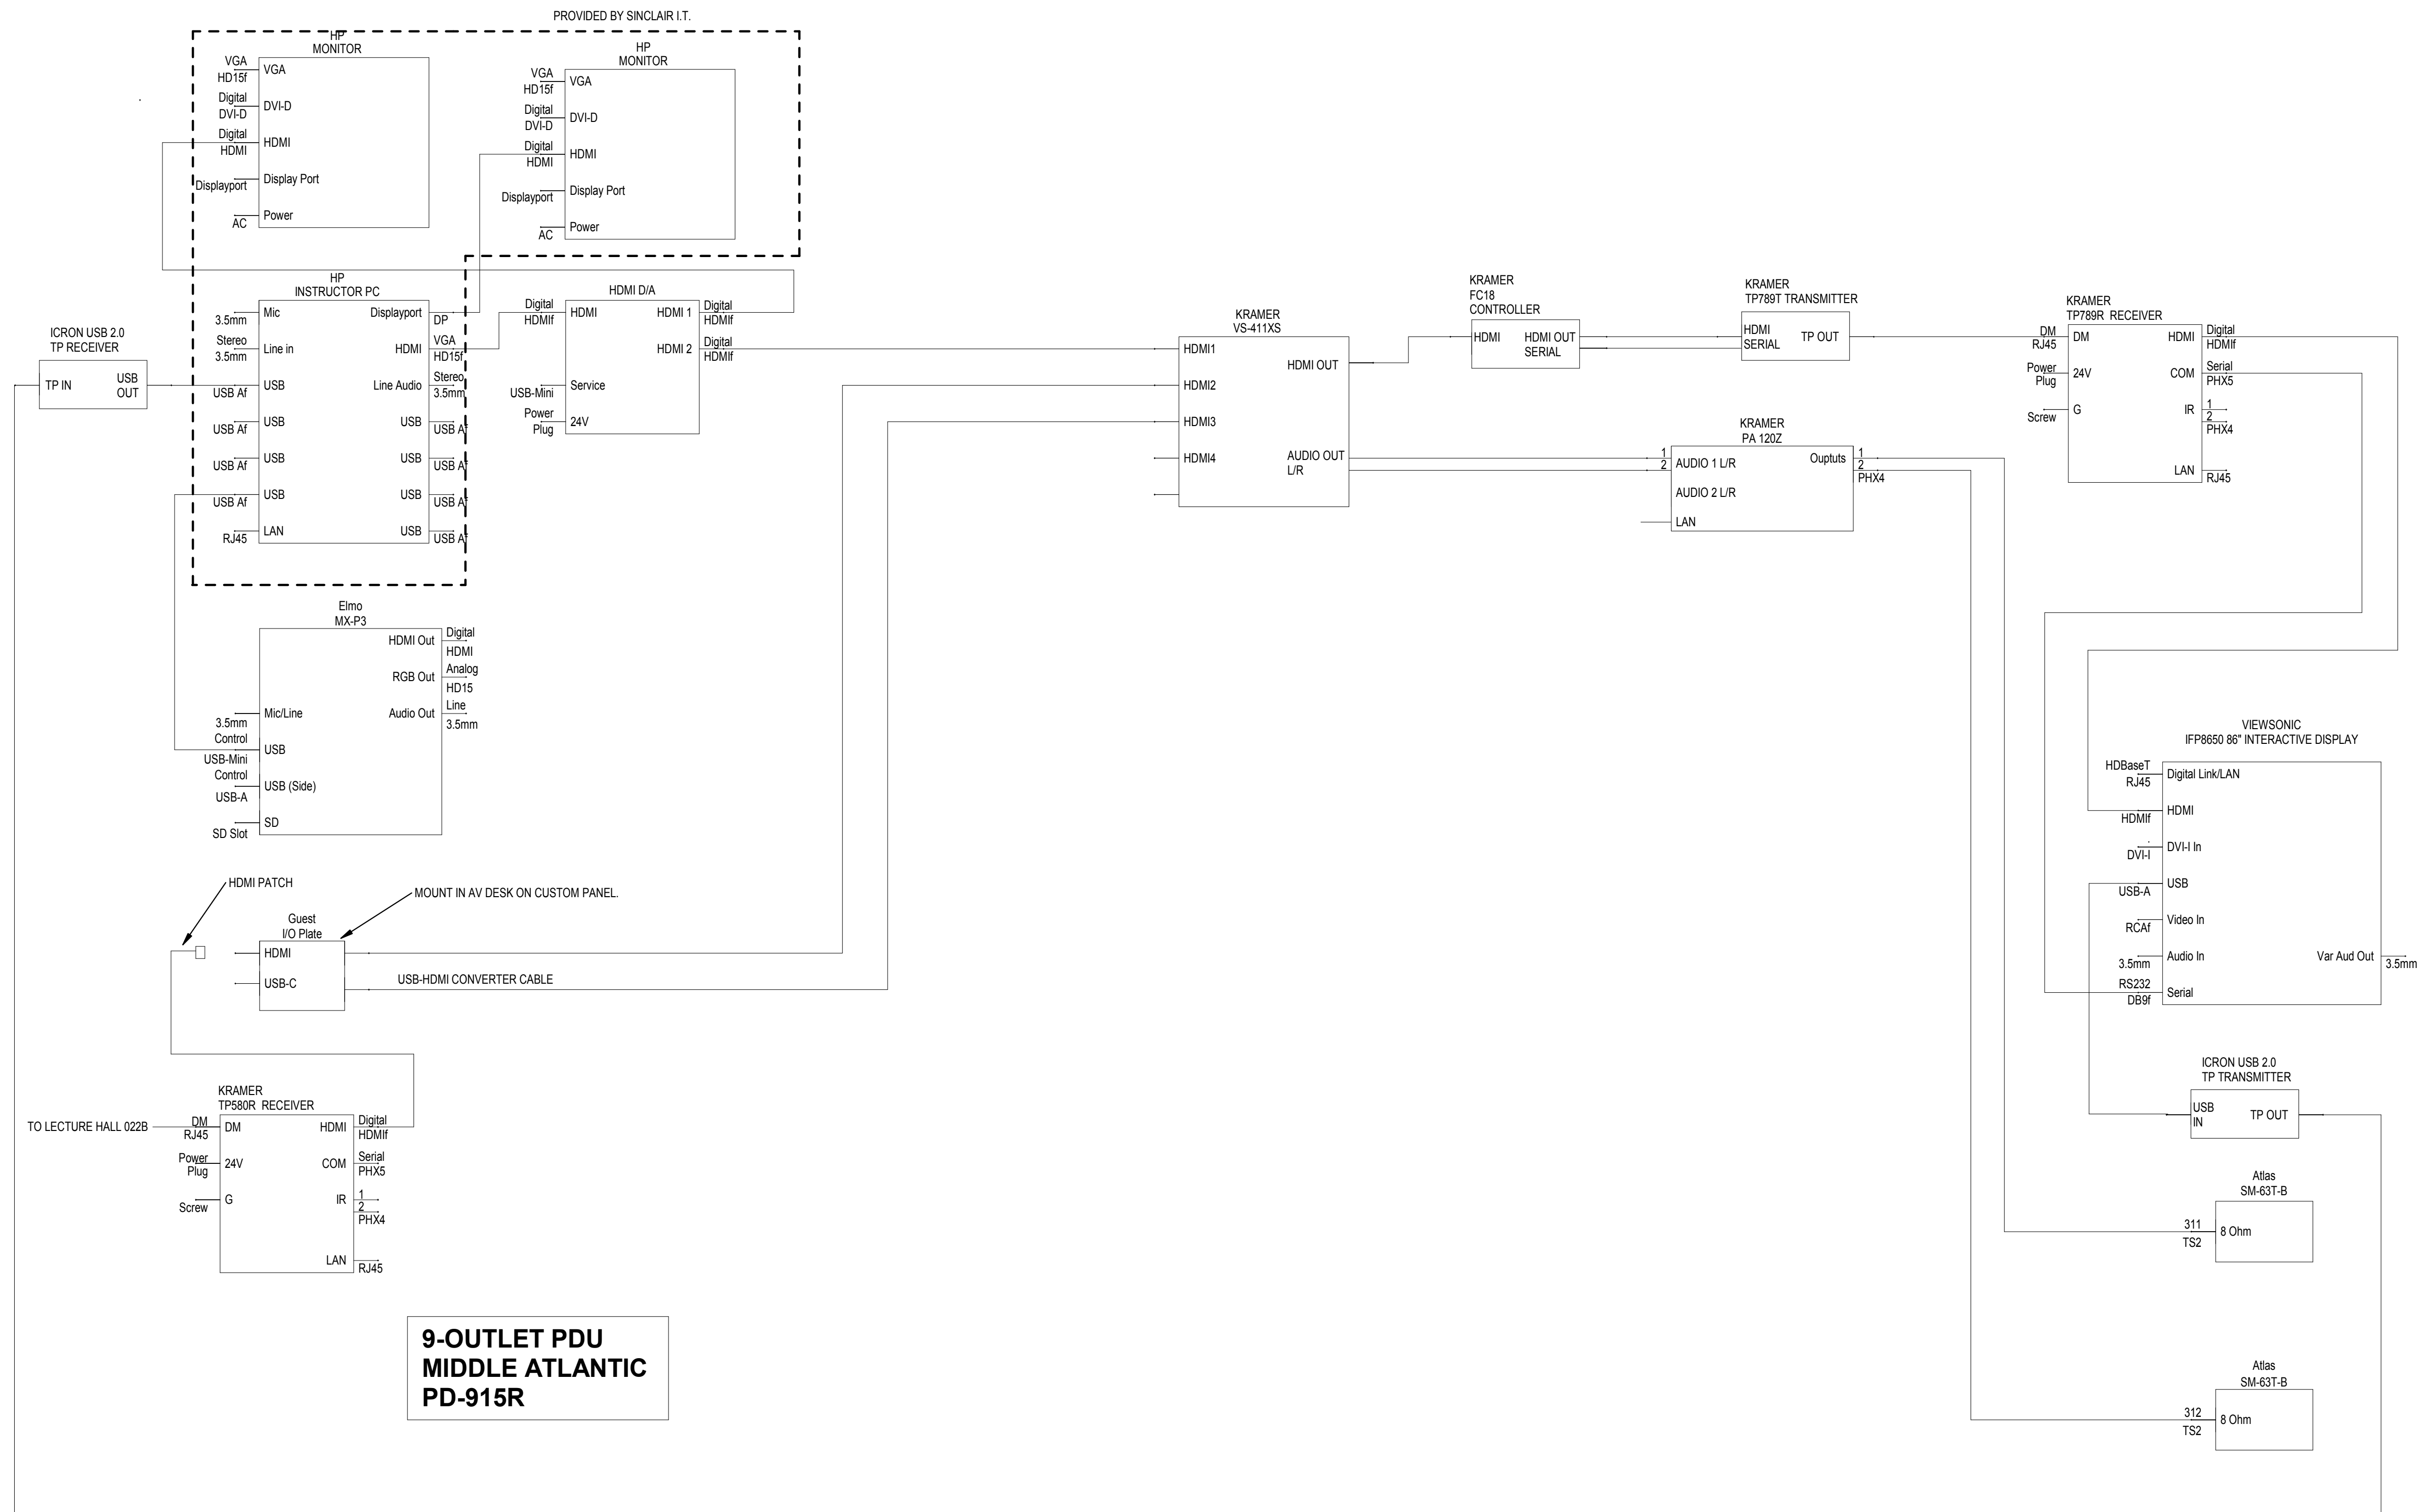 PROVIDED BY SINCLAIR I.T.
HP
MONITOR
VGA
HD15f
VGA
Digital
DVI-D
DVI-D
Digital
HDMI
HDMI
Displayport
Display Port
AC
Power
HP
MONITOR
VGA
HD15f
VGA
Digital
DVI-D
DVI-D
Digital
HDMI
HDMI
Displayport
Display Port
AC
Power
HP
INSTRUCTOR PC
3.5mm
Mic
Stereo
3.5mm
Line in
USB Af
USB
USB Af
USB
USB Af
USB
USB Af
USB
RJ45
LAN
Displayport
DP
HDMI
VGA
HD15f
Line Audio
Stereo
3.5mm
USB
USB Af
USB
USB Af
USB
USB Af
USB
USB Af
ICRON USB 2.0
TP RECEIVER
TP IN
USB
OUT
HDMI D/A
Digital
HDMIf
HDMI
USB-Mini
Service
Power
Plug
24V
HDMI 1
Digital
HDMIf
HDMI 2
Digital
HDMIf
KRAMER
VS-411XS
HDMI1
HDMI2
HDMI3
HDMI4
HDMI OUT
AUDIO OUT
L/R
KRAMER
FC18
CONTROLLER
HDMI
HDMI OUT
SERIAL
KRAMER
TP789T TRANSMITTER
HDMI
SERIAL
TP OUT
KRAMER
TP789R RECEIVER
DM
RJ45
DM
Power
Plug
24V
Screw
G
HDMI
Digital
HDMIf
COM
Serial
PHX5
IR
1
2
PHX4
LAN
RJ45
KRAMER
PA 120Z
1
2
AUDIO 1 L/R
AUDIO 2 L/R
LAN
Ouptuts
1
2
PHX4
Elmo
MX-P3
HDMI Out
Digital
HDMI
RGB Out
Analog
HD15
Audio Out
Line
3.5mm
3.5mm
Mic/Line
Control
USB-Mini
USB
Control
USB-A
USB (Side)
SD Slot
SD
HDMI PATCH
MOUNT IN AV DESK ON CUSTOM PANEL.
Guest
I/O Plate
HDMI
USB-C
USB-HDMI CONVERTER CABLE
KRAMER
TP580R RECEIVER
TO LECTURE HALL 022B
DM
RJ45
DM
Power
Plug
24V
Screw
G
HDMI
Digital
HDMIf
COM
Serial
PHX5
IR
1
2
PHX4
LAN
RJ45
VIEWSONIC
IFP8650 86" INTERACTIVE DISPLAY
HDBaseT
RJ45
Digital Link/LAN
HDMIf
HDMI
DVI-I
DVI-I In
USB-A
USB
RCAf
Video In
3.5mm
Audio In
RS232
DB9f
Serial
Var Aud Out
3.5mm
ICRON USB 2.0
TP TRANSMITTER
USB
IN
TP OUT
Atlas
SM-63T-B
311
TS2
8 Ohm
Atlas
SM-63T-B
312
TS2
8 Ohm
9-OUTLET PDU
MIDDLE ATLANTIC
PD-915R